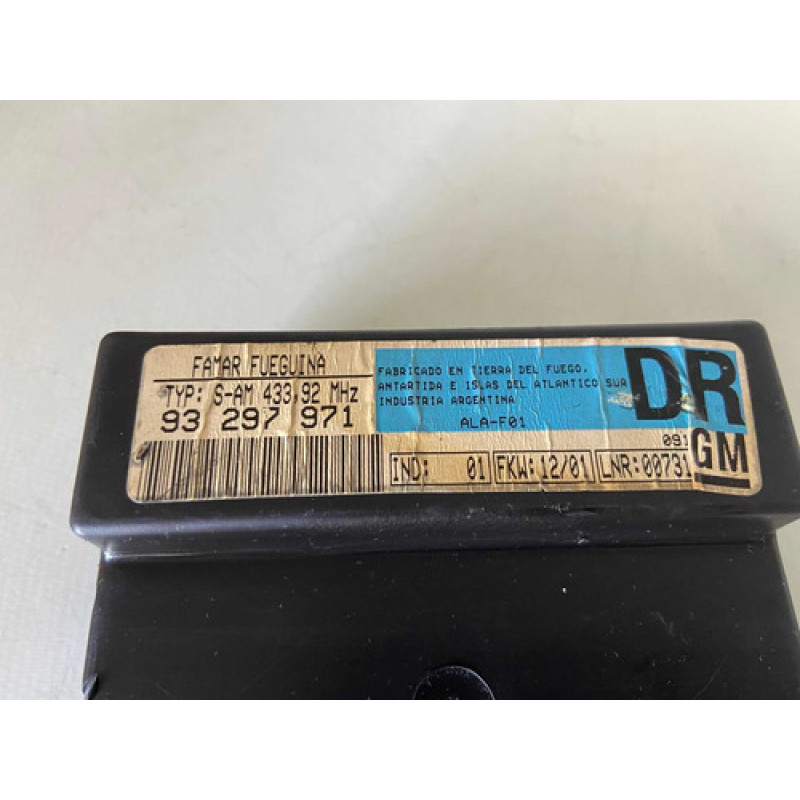 FAMAR FUEGUINA
TYP: S-AM 433,92 MHz
93 297 971
FABRICADO EN TIERRA DEL FUEGO,
ANTARTIDA E ISLAS DEL ATLANTICO SUR
INDUSTRIA ARGENTINA
ALA-F01
DR
091
GM
IND: 01
FKW: 12/01
LNR: 00731